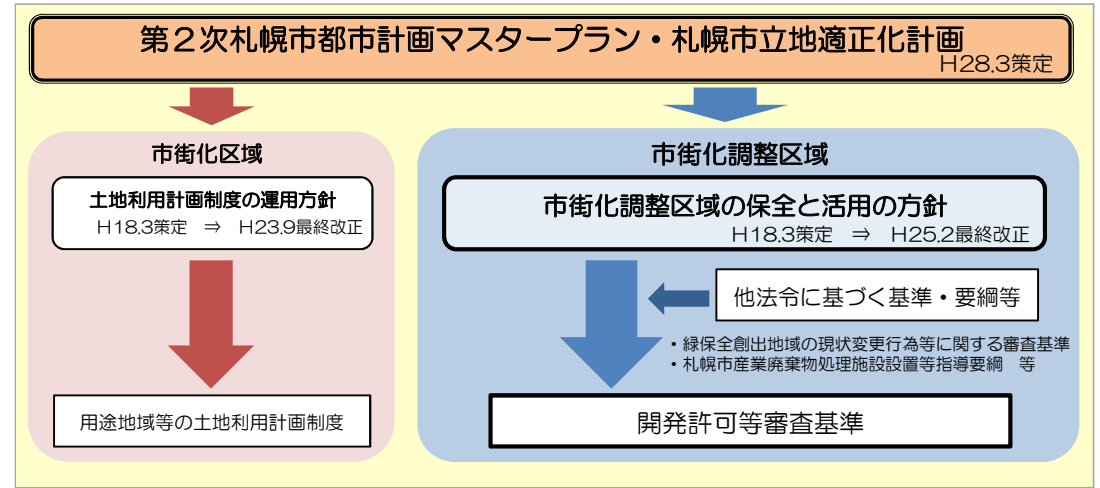 第２次札幌市都市計画マスタープラン・札幌市立地適正化計画
H28.3策定
市街化区域
土地利用計画制度の運用方針
H18.3策定　⇒　H23.9最終改正
用途地域等の土地利用計画制度
市街化調整区域
市街化調整区域の保全と活用の方針
H18.3策定　⇒　H25.2最終改正
他法令に基づく基準・要綱等
・緑保全創出地域の現状変更行為等に関する審査基準
・札幌市産業廃棄物処理施設設置等指導要綱　等
開発許可等審査基準